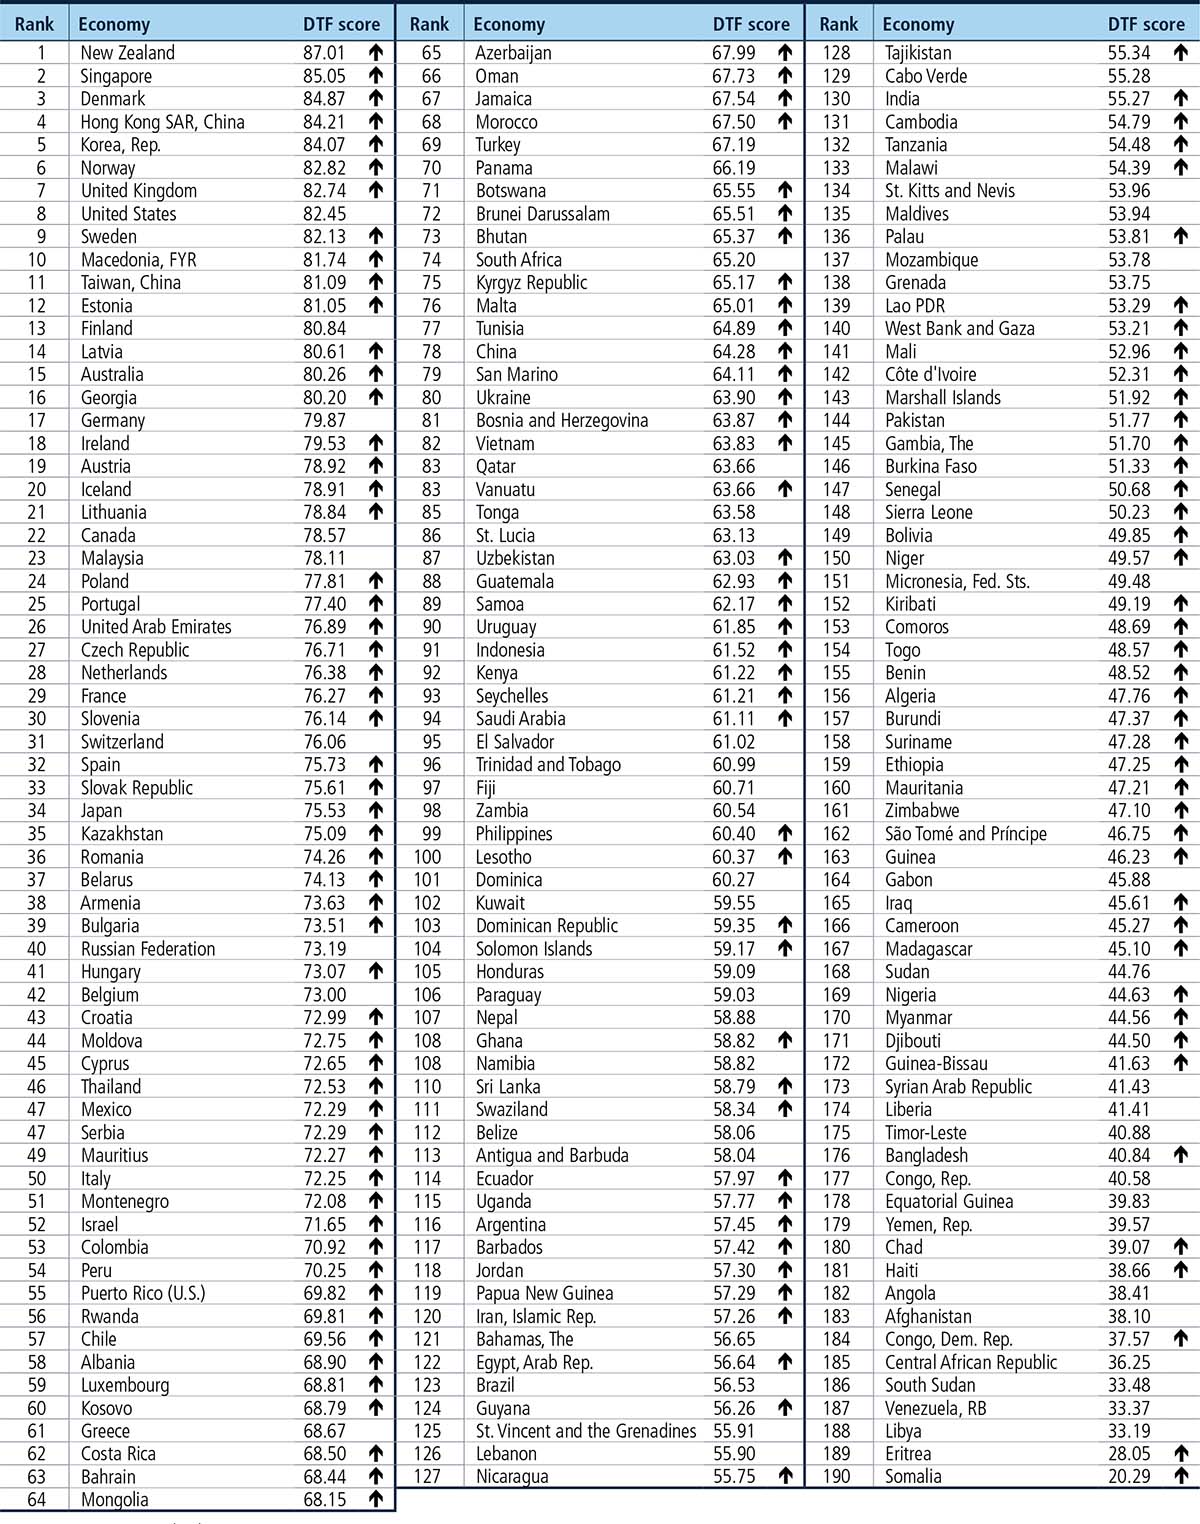 Rank Economy DTF score
1 New Zealand 87.01 ↑
2 Singapore 85.05 ↑
3 Denmark 84.87 ↑
4 Hong Kong SAR, China 84.21 ↑
5 Korea, Rep. 84.07 ↑
6 Norway 82.82 ↑
7 United Kingdom 82.74 ↑
8 United States 82.45
9 Sweden 82.13 ↑
10 Macedonia, FYR 81.74 ↑
11 Taiwan, China 81.09 ↑
12 Estonia 81.05 ↑
13 Finland 80.84
14 Latvia 80.61 ↑
15 Australia 80.26 ↑
16 Georgia 80.20 ↑
17 Germany 79.87
18 Ireland 79.53 ↑
19 Austria 78.92 ↑
20 Iceland 78.91 ↑
21 Lithuania 78.84 ↑
22 Canada 78.57
23 Malaysia 78.11
24 Poland 77.81 ↑
25 Portugal 77.40 ↑
26 United Arab Emirates 76.89 ↑
27 Czech Republic 76.71 ↑
28 Netherlands 76.38 ↑
29 France 76.27 ↑
30 Slovenia 76.14 ↑
31 Switzerland 76.06
32 Spain 75.73 ↑
33 Slovak Republic 75.61 ↑
34 Japan 75.53 ↑
35 Kazakhstan 75.09 ↑
36 Romania 74.26 ↑
37 Belarus 74.13 ↑
38 Armenia 73.63 ↑
39 Bulgaria 73.51 ↑
40 Russian Federation 73.19
41 Hungary 73.07 ↑
42 Belgium 73.00
43 Croatia 72.99 ↑
44 Moldova 72.75 ↑
45 Cyprus 72.65 ↑
46 Thailand 72.53 ↑
47 Mexico 72.29 ↑
47 Serbia 72.29 ↑
49 Mauritius 72.27 ↑
50 Italy 72.25 ↑
51 Montenegro 72.08 ↑
52 Israel 71.65 ↑
53 Colombia 70.92 ↑
54 Peru 70.25 ↑
55 Puerto Rico (U.S.) 69.82 ↑
56 Rwanda 69.81 ↑
57 Chile 69.56 ↑
58 Albania 68.90 ↑
59 Luxembourg 68.81 ↑
60 Kosovo 68.79 ↑
61 Greece 68.67
62 Costa Rica 68.50 ↑
63 Bahrain 68.44 ↑
64 Mongolia 68.15 ↑
Rank Economy DTF score
65 Azerbaijan 67.99 ↑
66 Oman 67.73 ↑
67 Jamaica 67.54 ↑
68 Morocco 67.50 ↑
69 Turkey 67.19
70 Panama 66.19
71 Botswana 65.55 ↑
72 Brunei Darussalam 65.51 ↑
73 Bhutan 65.37 ↑
74 South Africa 65.20
75 Kyrgyz Republic 65.17 ↑
76 Malta 65.01 ↑
77 Tunisia 64.89 ↑
78 China 64.28 ↑
79 San Marino 64.11 ↑
80 Ukraine 63.90 ↑
81 Bosnia and Herzegovina 63.87 ↑
82 Vietnam 63.83 ↑
83 Qatar 63.66
83 Vanuatu 63.66 ↑
85 Tonga 63.58
86 St. Lucia 63.13
87 Uzbekistan 63.03 ↑
88 Guatemala 62.93 ↑
89 Samoa 62.17 ↑
90 Uruguay 61.85 ↑
91 Indonesia 61.52 ↑
92 Kenya 61.22 ↑
93 Seychelles 61.21 ↑
94 Saudi Arabia 61.11 ↑
95 El Salvador 61.02
96 Trinidad and Tobago 60.99
97 Fiji 60.71
98 Zambia 60.54
99 Philippines 60.40 ↑
100 Lesotho 60.37 ↑
101 Dominica 60.27
102 Kuwait 59.55
103 Dominican Republic 59.35 ↑
104 Solomon Islands 59.17 ↑
105 Honduras 59.09
106 Paraguay 59.03
107 Nepal 58.88
108 Ghana 58.82 ↑
108 Namibia 58.82
110 Sri Lanka 58.79 ↑
111 Swaziland 58.34 ↑
112 Belize 58.06
113 Antigua and Barbuda 58.04
114 Ecuador 57.97 ↑
115 Uganda 57.77 ↑
116 Argentina 57.45 ↑
117 Barbados 57.42 ↑
118 Jordan 57.30 ↑
119 Papua New Guinea 57.29 ↑
120 Iran, Islamic Rep. 57.26 ↑
121 Bahamas, The 56.65
122 Egypt, Arab Rep. 56.64 ↑
123 Brazil 56.53
124 Guyana 56.26 ↑
125 St. Vincent and the Grenadines 55.91
126 Lebanon 55.90
127 Nicaragua 55.75 ↑
Rank Economy DTF score
128 Tajikistan 55.34 ↑
129 Cabo Verde 55.28
130 India 55.27 ↑
131 Cambodia 54.79 ↑
132 Tanzania 54.48 ↑
133 Malawi 54.39 ↑
134 St. Kitts and Nevis 53.96
135 Maldives 53.94
136 Palau 53.81 ↑
137 Mozambique 53.78
138 Grenada 53.75
139 Lao PDR 53.29 ↑
140 West Bank and Gaza 53.21 ↑
141 Mali 52.96 ↑
142 Côte d'Ivoire 52.31 ↑
143 Marshall Islands 51.92 ↑
144 Pakistan 51.77 ↑
145 Gambia, The 51.70 ↑
146 Burkina Faso 51.33 ↑
147 Senegal 50.68 ↑
148 Sierra Leone 50.23 ↑
149 Bolivia 49.85 ↑
150 Niger 49.57 ↑
151 Micronesia, Fed. Sts. 49.48
152 Kiribati 49.19 ↑
153 Comoros 48.69 ↑
154 Togo 48.57 ↑
155 Benin 48.52 ↑
156 Algeria 47.76 ↑
157 Burundi 47.37 ↑
158 Suriname 47.28 ↑
159 Ethiopia 47.25 ↑
160 Mauritania 47.21 ↑
161 Zimbabwe 47.10 ↑
162 São Tomé and Príncipe 46.75 ↑
163 Guinea 46.23 ↑
164 Gabon 45.88
165 Iraq 45.61 ↑
166 Cameroon 45.27 ↑
167 Madagascar 45.10 ↑
168 Sudan 44.76
169 Nigeria 44.63 ↑
170 Myanmar 44.56 ↑
171 Djibouti 44.50 ↑
172 Guinea-Bissau 41.63 ↑
173 Syrian Arab Republic 41.43
174 Liberia 41.41
175 Timor-Leste 40.88
176 Bangladesh 40.84 ↑
177 Congo, Rep. 40.58
178 Equatorial Guinea 39.83
179 Yemen, Rep. 39.57
180 Chad 39.07 ↑
181 Haiti 38.66 ↑
182 Angola 38.41
183 Afghanistan 38.10
184 Congo, Dem. Rep. 37.57 ↑
185 Central African Republic 36.25
186 South Sudan 33.48
187 Venezuela, RB 33.37
188 Libya 33.19
189 Eritrea 28.05 ↑
190 Somalia 20.29 ↑